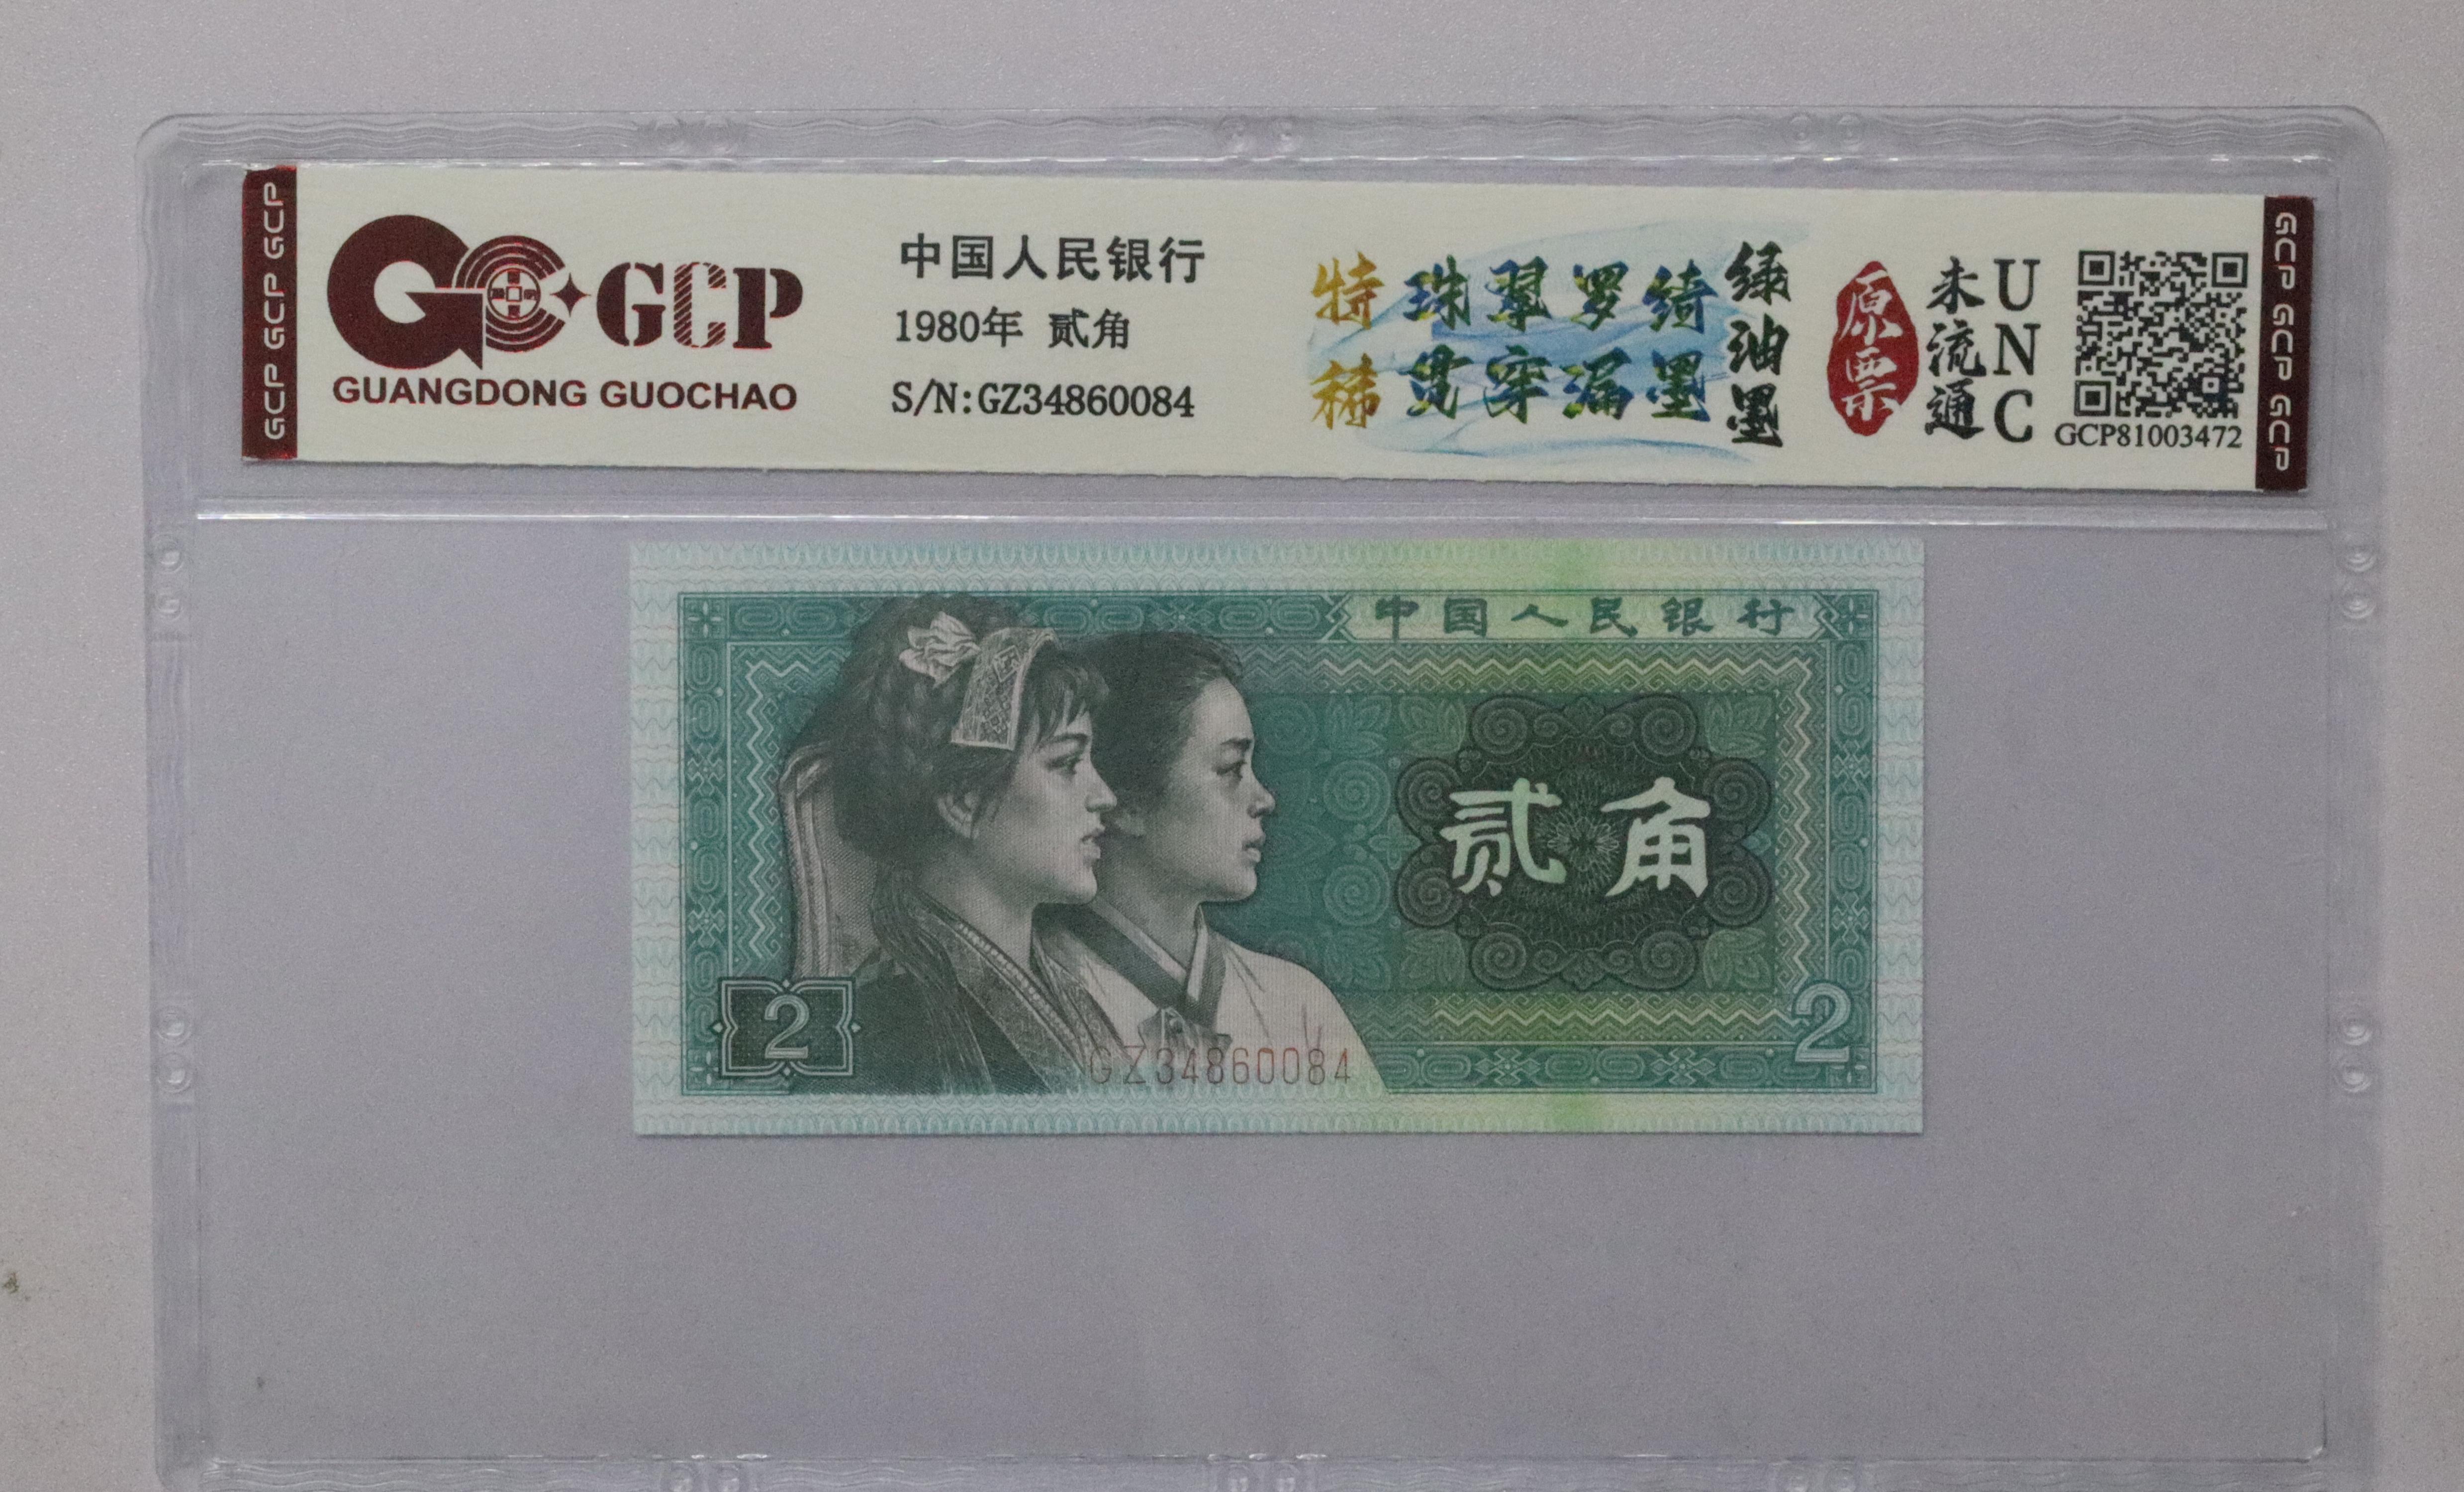 GCP GCP GCP
GCP
GUANGDONG GUOCHAO
中国人民银行
1980年 贰角
S/N:GZ34860084
特稀
珠翠罗绮
贯穿漏墨
绿油墨
原票
未流通
UNC
GCP81003472
GCP GCP GCP
中国人民银行
贰角
2
2
GZ34860084